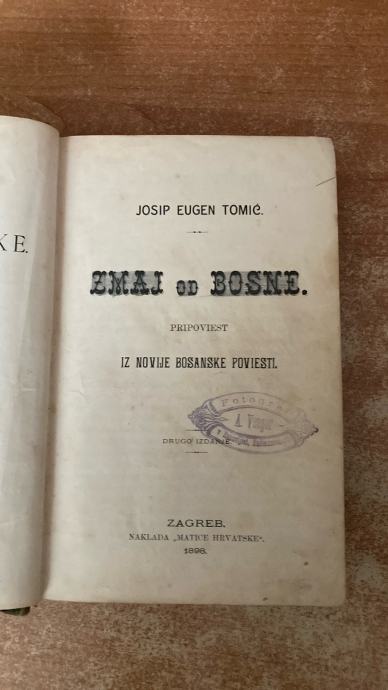 KE.
JOSIP EUGEN TOMIĆ.
ZMAJ OD BOSNE.
PRIPOVIEST
IZ NOVIJE BOSANSKE POVIESTI.
Fotograf
A.
DRUGO IZDANJE.
ZAGREB.
NAKLADA „MATICE HRVATSKE“.
1898.